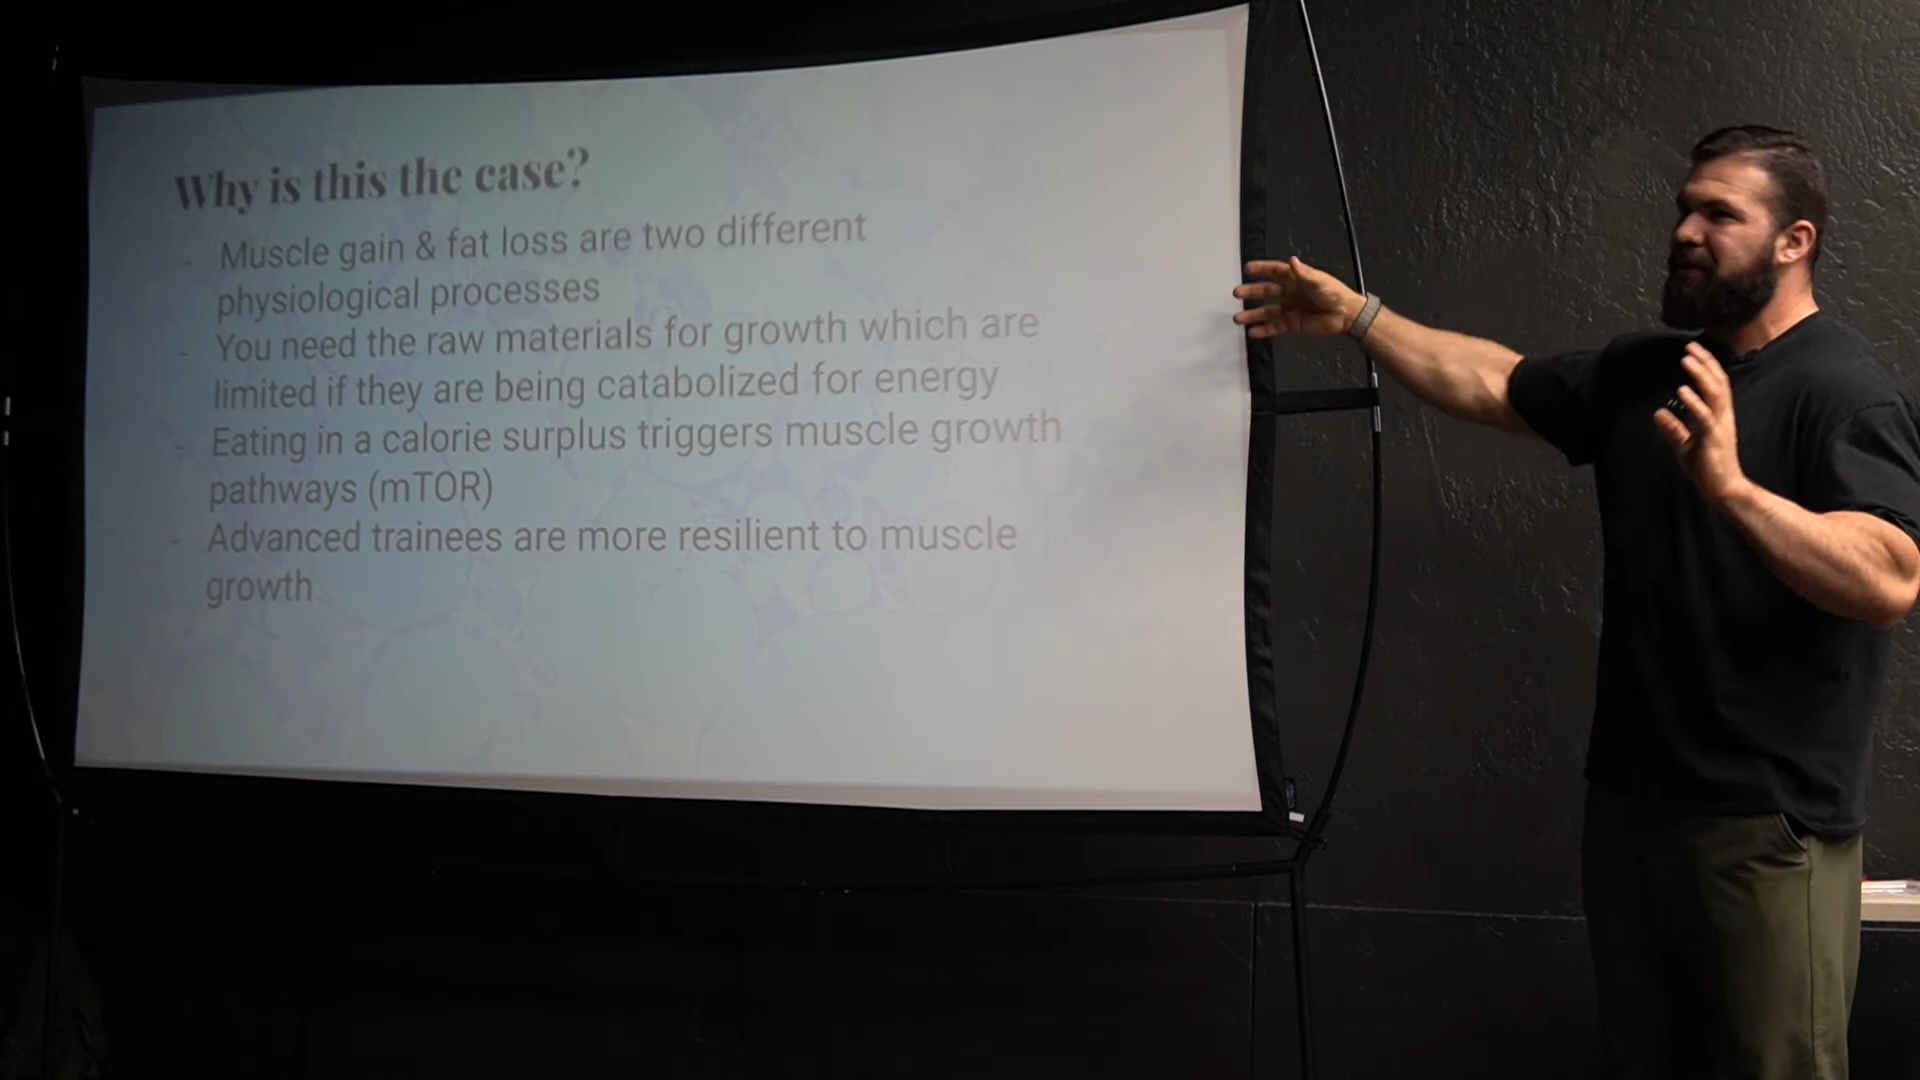 Why is this the case?
- Muscle gain & fat loss are two different
physiological processes
- You need the raw materials for growth which are
limited if they are being catabolized for energy
- Eating in a calorie surplus triggers muscle growth
pathways (mTOR)
- Advanced trainees are more resilient to muscle
growth